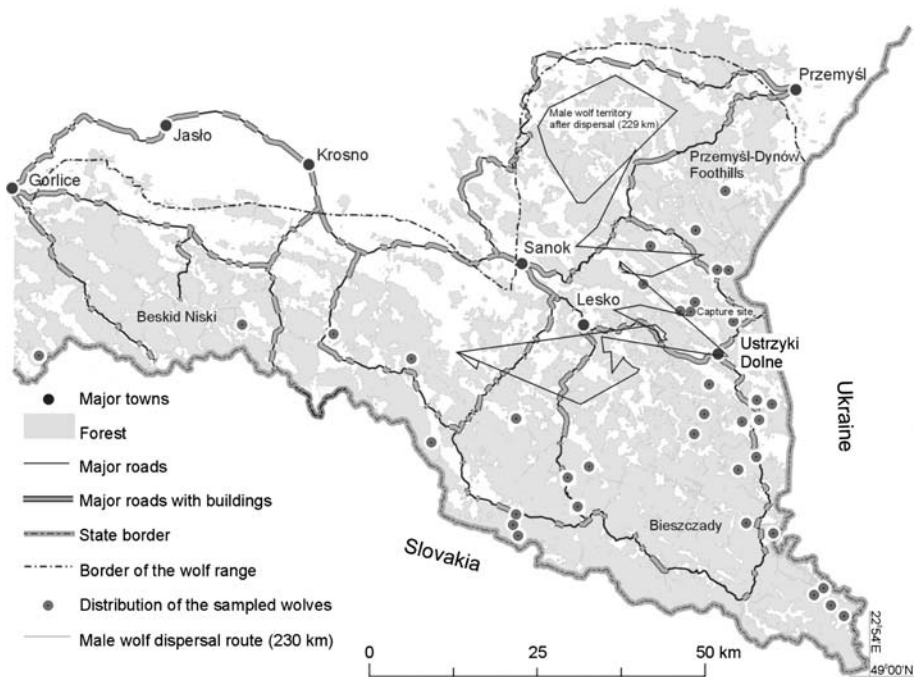 Przemyśl
Male wolf territory
after dispersal (229 km)
Jasło
Krosno
Przemyśl-Dynów
Foothills
Gorlice
Sanok
Lesko
Capture site
Beskid Niski
Ustrzyki
Dolne
Ukraine
Major towns
Forest
Major roads
Major roads with buildings
State border
Border of the wolf range
Distribution of the sampled wolves
Male wolf dispersal route (230 km)
Bieszczady
Slovakia
0 25 50 km
22°54'E
49°00'N